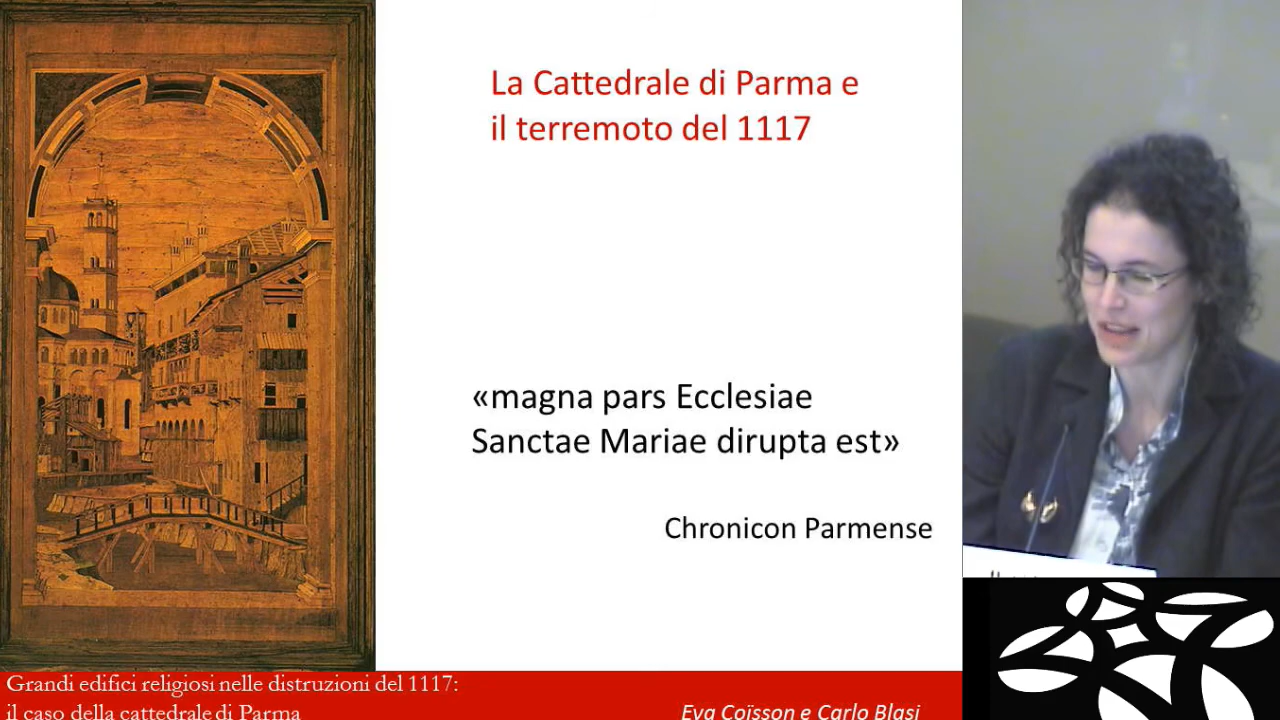 La Cattedrale di Parma e
il terremoto del 1117
«magna pars Ecclesiae
Sanctae Mariae dirupta est»
Chronicon Parmense
Grandi edifici religiosi nelle distruzioni del 1117:
il caso della cattedrale di Parma
Eva Coïsson e Carlo Blasi